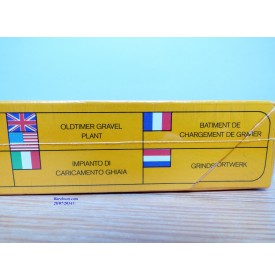 OLDTIMER GRAVEL
PLANT
BATIMENT DE
CHARGEMENT DE GRAVIER
IMPIANTO DI
CARICAMENTO GHIAIA
GRINDSORTWERK